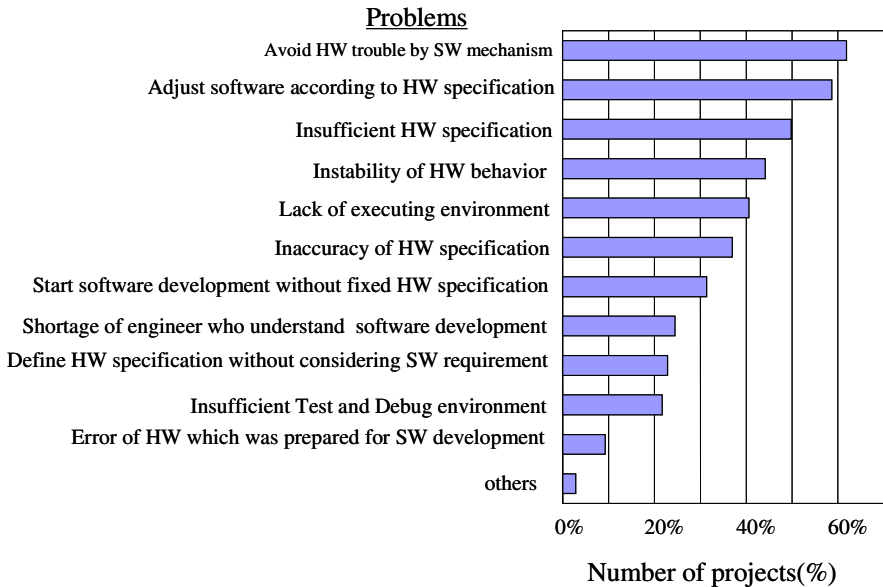 Problems
Avoid HW trouble by SW mechanism
Adjust software according to HW specification
Insufficient HW specification
Instability of HW behavior
Lack of executing environment
Inaccuracy of HW specification
Start software development without fixed HW specification
Shortage of engineer who understand software development
Define HW specification without considering SW requirement
Insufficient Test and Debug environment
Error of HW which was prepared for SW development
others
0% 20% 40% 60%
Number of projects(%)